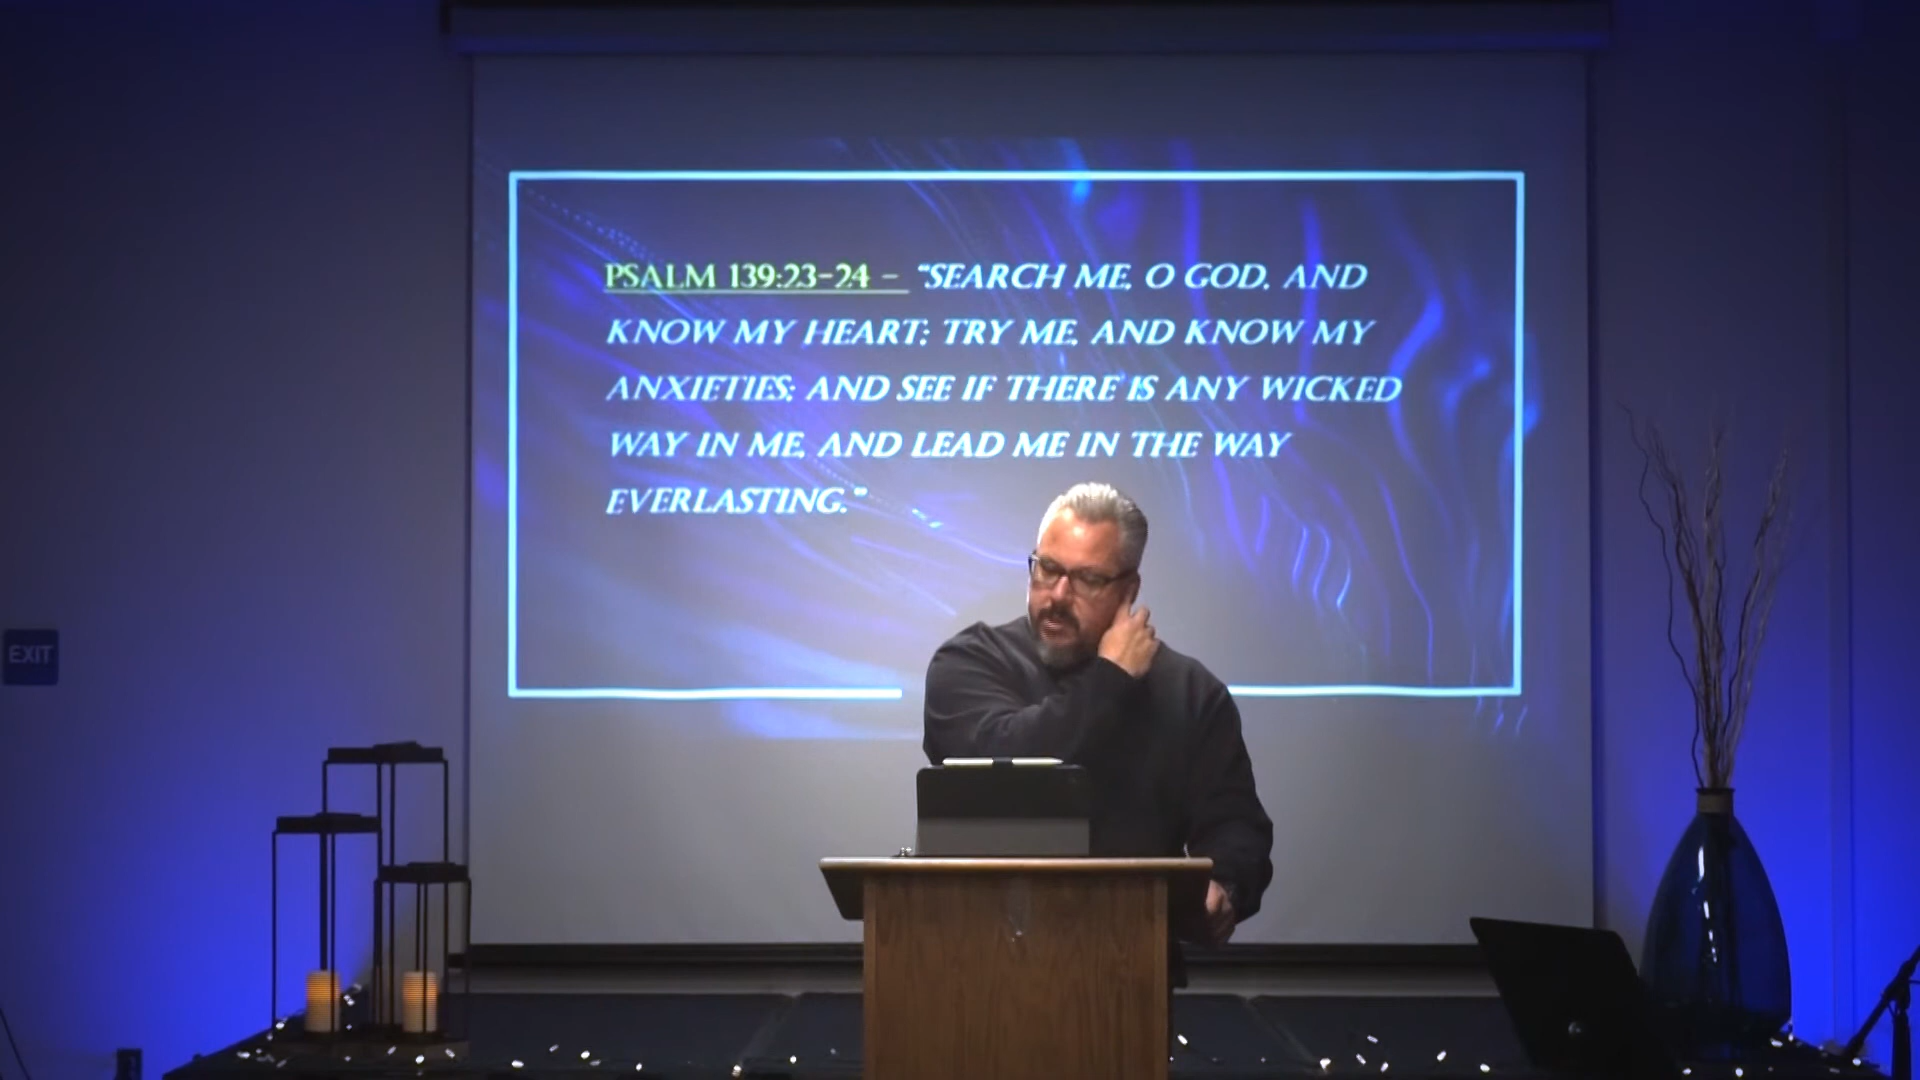 PSALM 139:23-24 - "SEARCH ME, O GOD, AND
KNOW MY HEART; TRY ME, AND KNOW MY
ANXIETIES; AND SEE IF THERE IS ANY WICKED
WAY IN ME, AND LEAD ME IN THE WAY
EVERLASTING."
EXIT